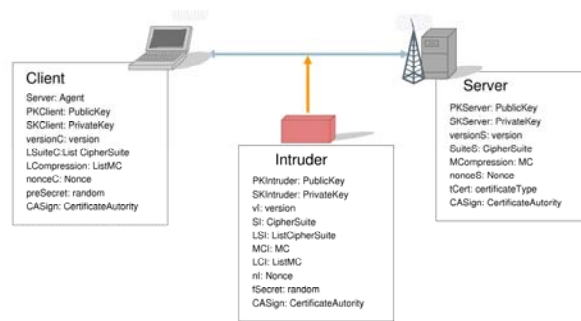 Client
Server: Agent
PKClient: PublicKey
SKClient: PrivateKey
versionC: version
LSuiteC:List CipherSuite
LCompression: ListMC
nonceC: Nonce
preSecret: random
CASign: CertificateAutority
Intruder
PKIntruder: PublicKey
SKIntruder: PrivateKey
vI: version
SI: CipherSuite
LSI: ListCipherSuite
MCI: MC
LCI: ListMC
nI: Nonce
fSecret: random
CASign: CertificateAutority
Server
PKServer: PublicKey
SKServer: PrivateKey
versionS: version
SuiteS: CipherSuite
MCompression: MC
nonceS: Nonce
tCert: certificateType
CASign: CertificateAutority